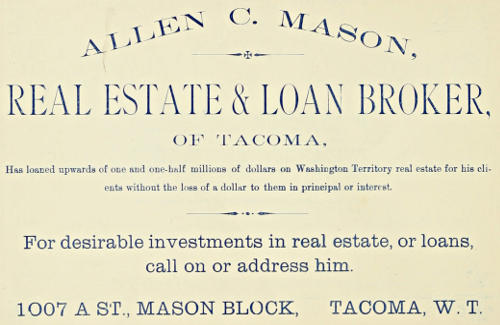 ALLEN C. MASON,
REAL ESTATE & LOAN BROKER,
OF TACOMA,
Has loaned upwards of one and one-half millions of dollars on Washington Territory real estate for his cli-
ents without the loss of a dollar to them in principal or interest.
For desirable investments in real estate, or loans,
call on or address him.
1007 A ST., MASON BLOCK, TACOMA, W. T.